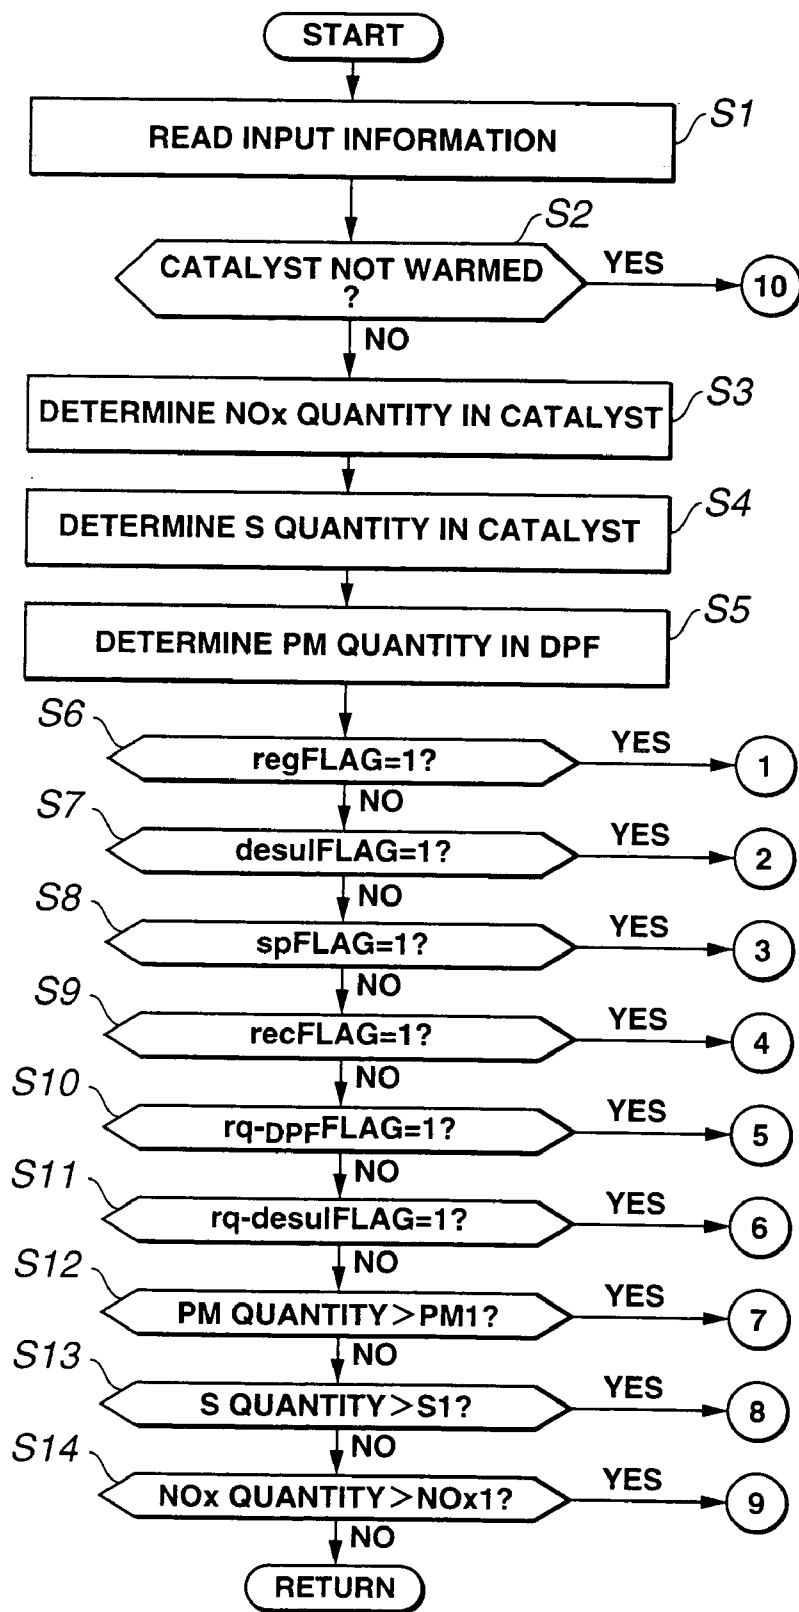 START
READ INPUT INFORMATION
S1
CATALYST NOT WARMED
?
S2
YES
10
NO
DETERMINE NOx QUANTITY IN CATALYST
S3
DETERMINE S QUANTITY IN CATALYST
S4
DETERMINE PM QUANTITY IN DPF
S5
S6
regFLAG=1?
YES
1
NO
S7
desulFLAG=1?
YES
2
NO
S8
spFLAG=1?
YES
3
NO
S9
recFLAG=1?
YES
4
NO
S10
rq-DPFFLAG=1?
YES
5
NO
S11
rq-desulFLAG=1?
YES
6
NO
S12
PM QUANTITY>PM1?
YES
7
NO
S13
S QUANTITY>S1?
YES
8
NO
S14
NOx QUANTITY>NOx1?
YES
9
NO
RETURN